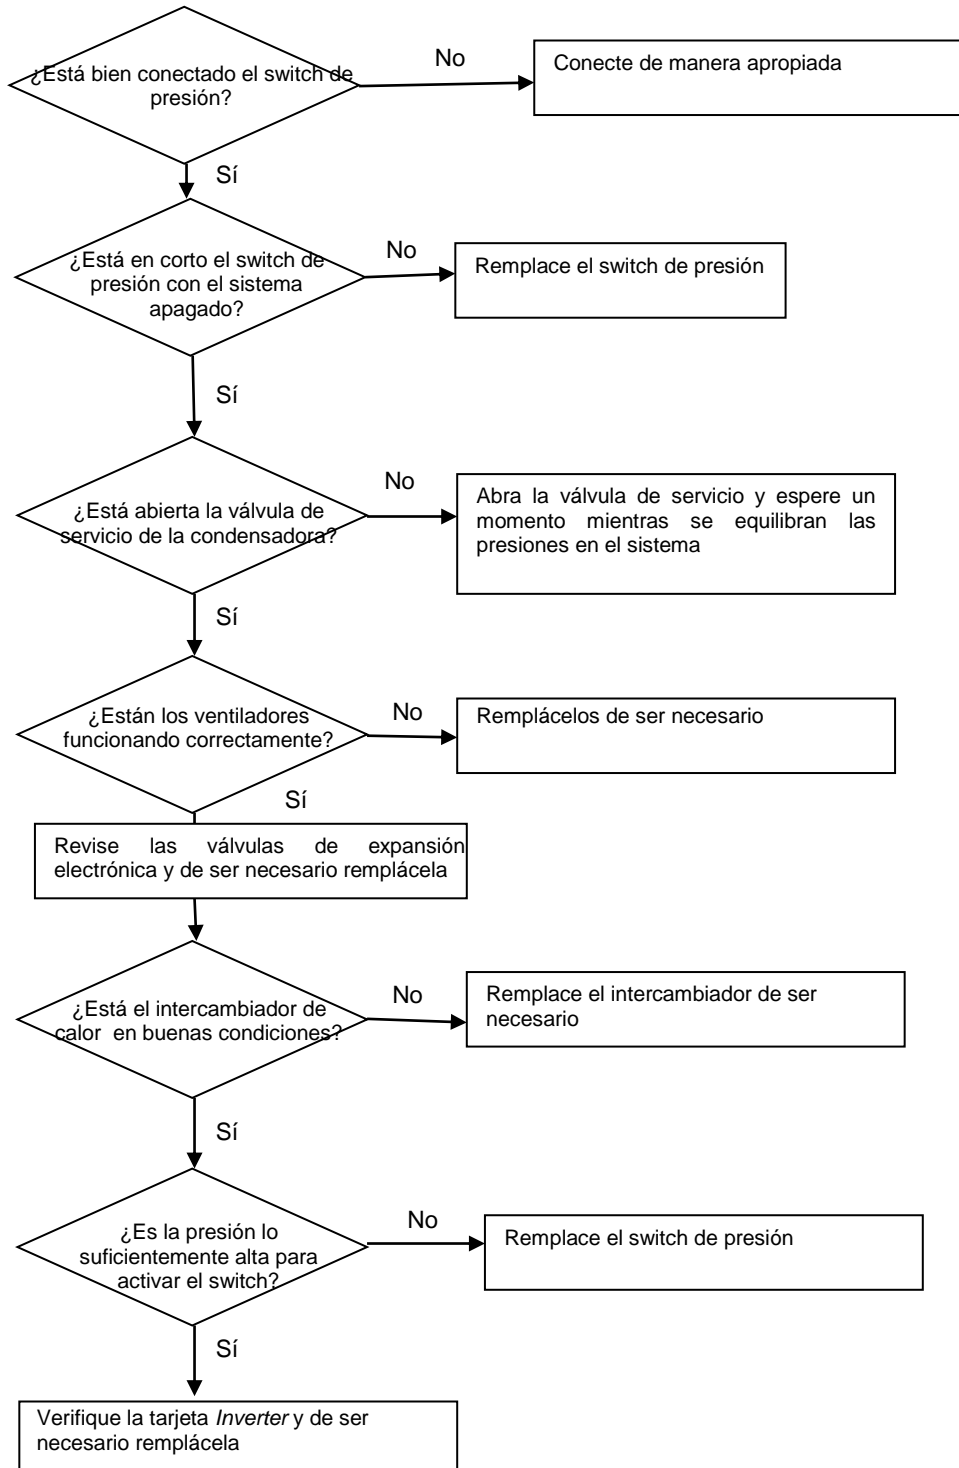 ¿Está bien conectado el switch de
presión?
No
Conecte de manera apropiada
Sí
¿Está en corto el switch de
presión con el sistema
apagado?
No
Remplace el switch de presión
Sí
¿Está abierta la válvula de
servicio de la condensadora?
No
Abra la válvula de servicio y espere un
momento mientras se equilibran las
presiones en el sistema
Sí
¿Están los ventiladores
funcionando correctamente?
No
Remplácelos de ser necesario
Sí
Revise las válvulas de expansión
electrónica y de ser necesario remplácela
¿Está el intercambiador de
calor en buenas condiciones?
No
Remplace el intercambiador de ser
necesario
Sí
¿Es la presión lo
suficientemente alta para
activar el switch?
No
Remplace el switch de presión
Sí
Verifique la tarjeta Inverter y de ser
necesario remplácela